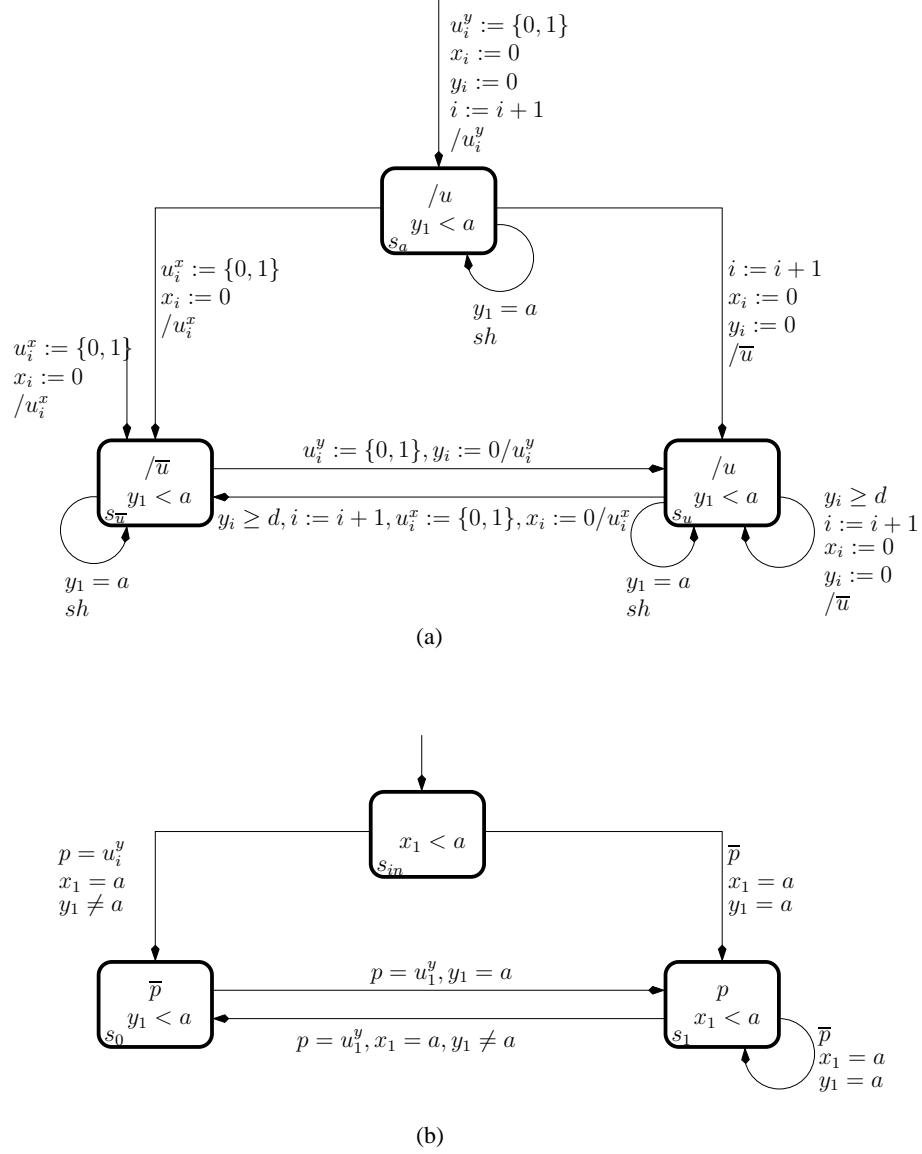 u_i^y := {0, 1}
x_i := 0
y_i := 0
i := i + 1
/u_i^y
/u
y_1 < a
s_a
u_i^x := {0, 1}
x_i := 0
/u_i^x
y_1 = a
sh
i := i + 1
x_i := 0
y_i := 0
/u̅
u_i^x := {0, 1}
x_i := 0
/u_i^x
/u̅
y_1 < a
s_u̅
u_i^y := {0, 1}, y_i := 0/u_i^y
y_i ≥ d, i := i + 1, u_i^x := {0, 1}, x_i := 0/u_i^x
/u
y_1 < a
s_u
y_i ≥ d
i := i + 1
x_i := 0
y_i := 0
/u̅
y_1 = a
sh
y_1 = a
sh
(a)
x_1 < a
s_in
p = u_i^y
x_1 = a
y_1 ≠ a
p̅
x_1 = a
y_1 = a
p̅
y_1 < a
s_0
p = u_1^y, y_1 = a
p = u_1^y, x_1 = a, y_1 ≠ a
p
x_1 < a
s_1
p̅
x_1 = a
y_1 = a
(b)